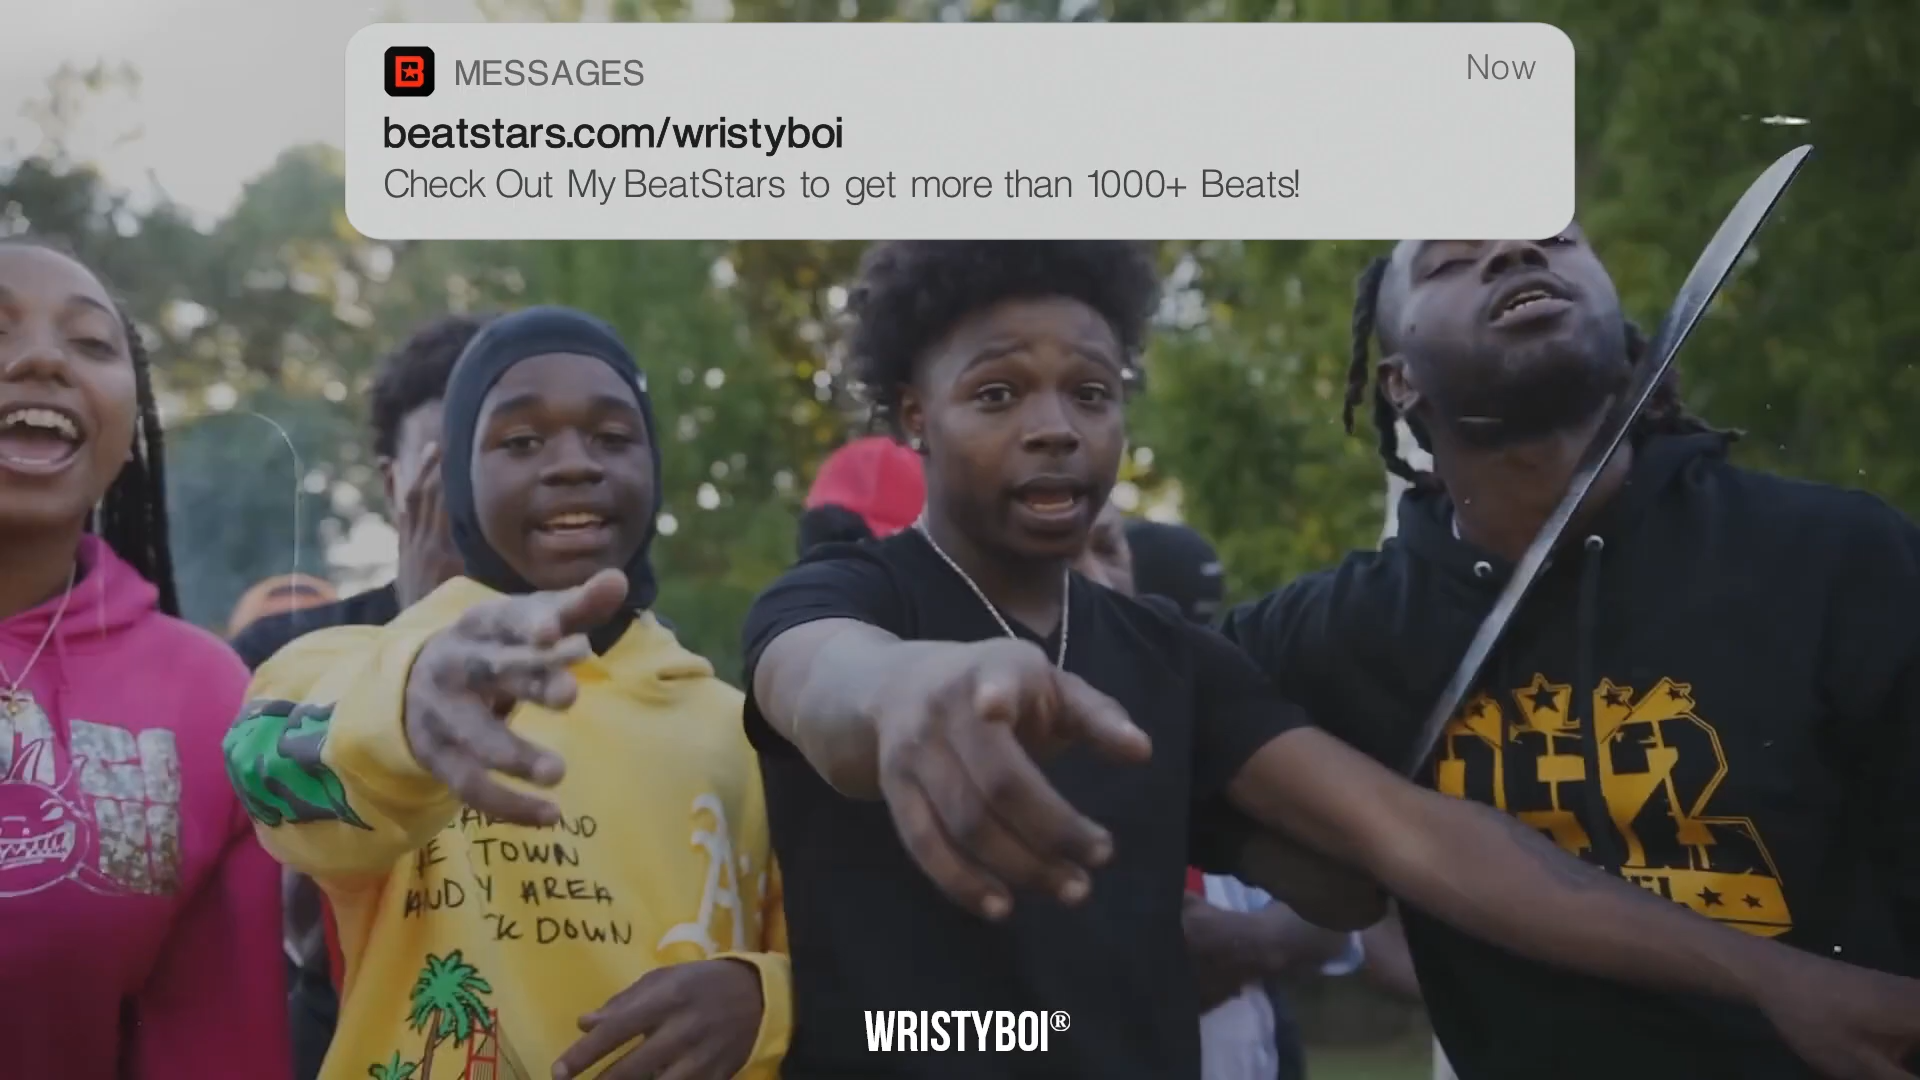 MESSAGES
Now
beatstars.com/wristyboi
Check Out My BeatStars to get more than 1000+ Beats!
TOWN
AND Y AREA
DOWN
A
WRISTYBOI®